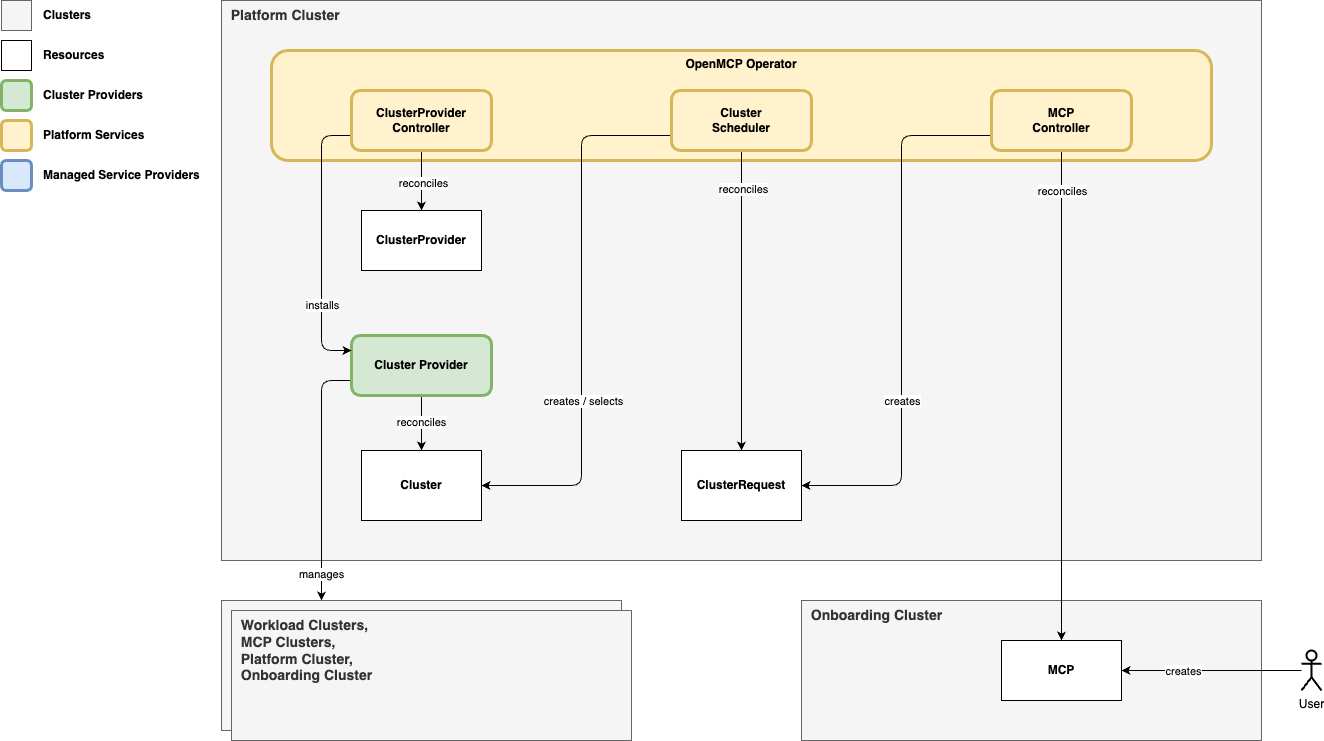 Clusters
Resources
Cluster Providers
Platform Services
Managed Service Providers
Platform Cluster
OpenMCP Operator
ClusterProvider
Controller
Cluster
Scheduler
MCP
Controller
reconciles
reconciles
reconciles
ClusterProvider
installs
Cluster Provider
creates / selects
creates
reconciles
Cluster
ClusterRequest
manages
Workload Clusters,
MCP Clusters,
Platform Cluster,
Onboarding Cluster
Onboarding Cluster
MCP
creates
User